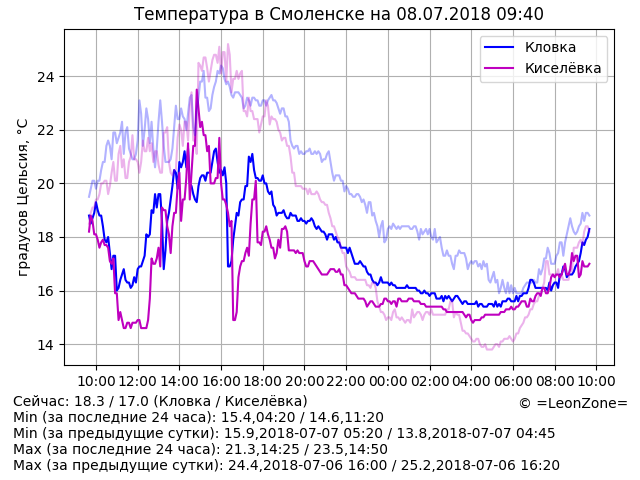 Температура в Смоленске на 08.07.2018 09:40
Кловка
Киселёвка
градусов Цельсия, °C
24
22
20
18
16
14
10:00 12:00 14:00 16:00 18:00 20:00 22:00 00:00 02:00 04:00 06:00 08:00 10:00
Сейчас: 18.3 / 17.0 (Кловка / Киселёвка)
© =LeonZone=
Min (за последние 24 часа): 15.4,04:20 / 14.6,11:20
Min (за предыдущие сутки): 15.9,2018-07-07 05:20 / 13.8,2018-07-07 04:45
Max (за последние 24 часа): 21.3,14:25 / 23.5,14:50
Max (за предыдущие сутки): 24.4,2018-07-06 16:00 / 25.2,2018-07-06 16:20